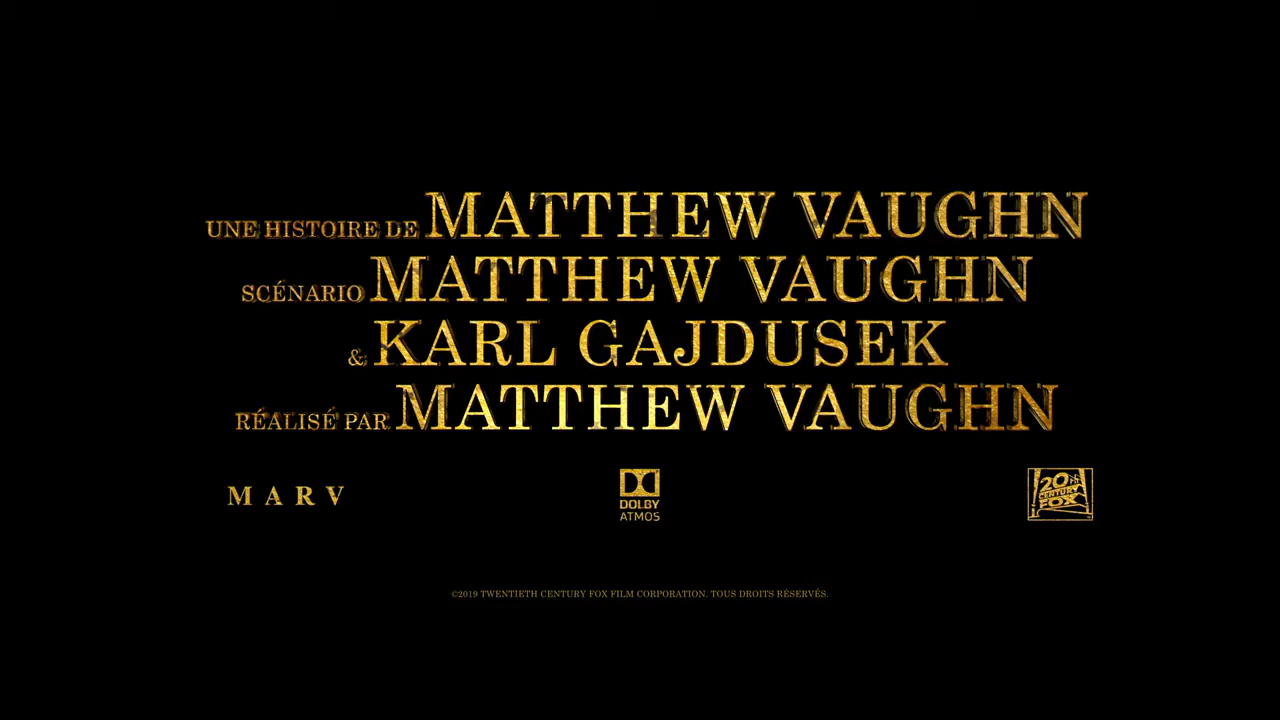 UNE HISTOIRE DE MATTHEW VAUGHN
SCÉNARIO MATTHEW VAUGHN
& KARL GAJDUSEK
RÉALISÉ PAR MATTHEW VAUGHN
MARV
DOLBY
ATMOS
20th
CENTURY
FOX
©2019 TWENTIETH CENTURY FOX FILM CORPORATION. TOUS DROITS RÉSERVÉS.